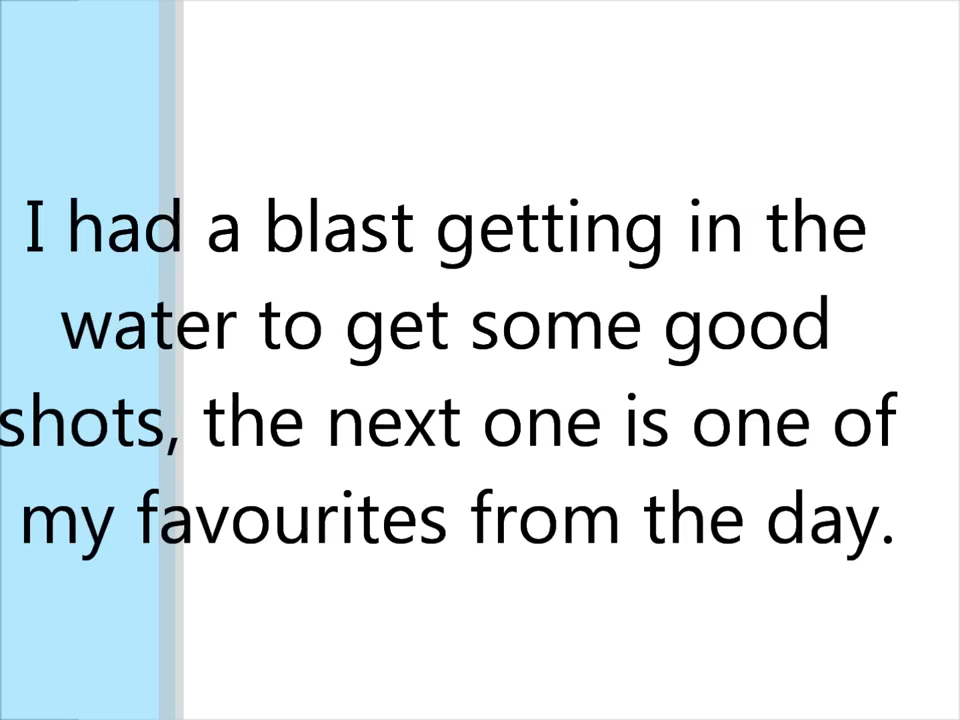 I had a blast getting in the
water to get some good
shots, the next one is one of
my favourites from the day.